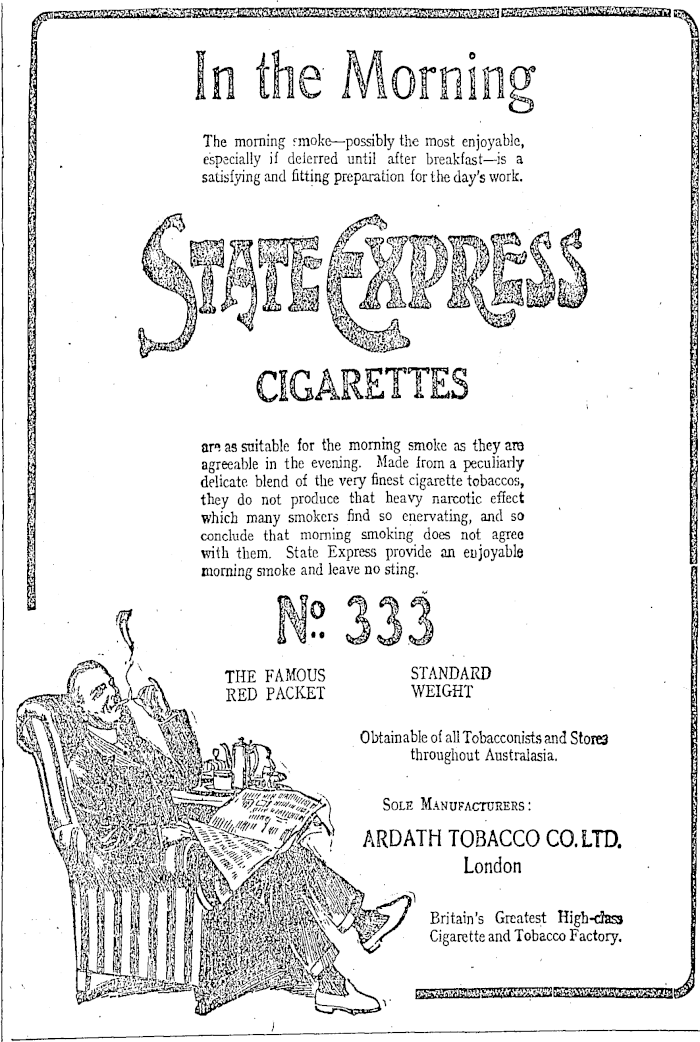 In the Morning
The morning smoke—possibly the most enjoyable,
especially if deferred until after breakfast—is a
satisfying and fitting preparation for the day's work.
STATE EXPRESS
CIGARETTES
are as suitable for the morning smoke as they are
agreeable in the evening. Made from a peculiarly
delicate blend of the very finest cigarette tobaccos,
they do not produce that heavy narcotic effect
which many smokers find so enervating, and so
conclude that morning smoking does not agree
with them. State Express provide an enjoyable
morning smoke and leave no sting.
No. 333
THE FAMOUS
RED PACKET
STANDARD
WEIGHT
Obtainable of all Tobacconists and Stores
throughout Australasia.
SOLE MANUFACTURERS:
ARDATH TOBACCO CO. LTD.
London
Britain's Greatest High-class
Cigarette and Tobacco Factory.